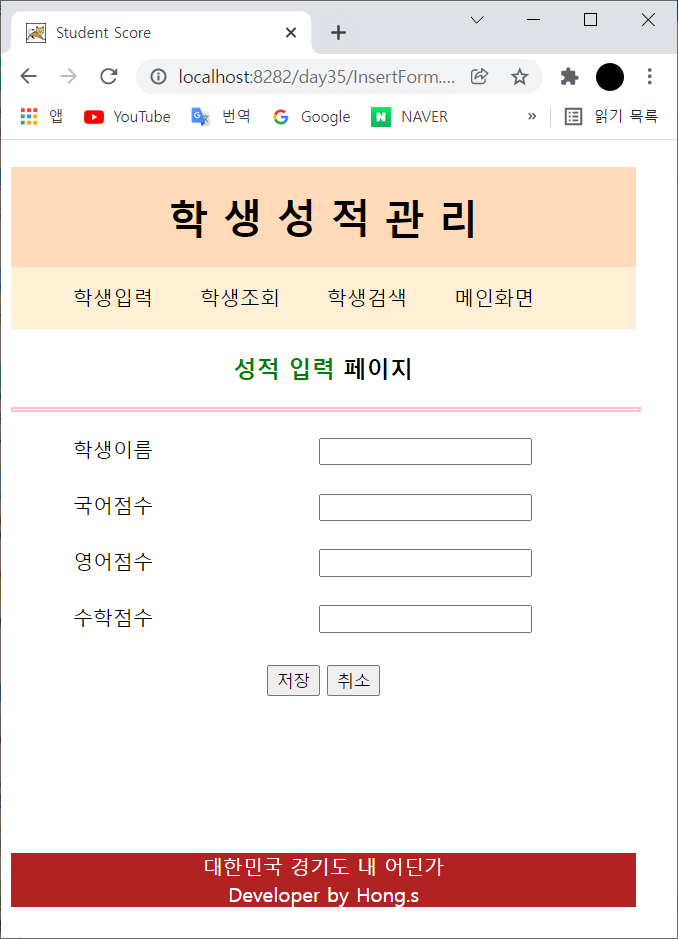 Student Score
localhost:8282/day35/InsertForm....
앱 YouTube 번역 Google NAVER » 읽기 목록
학 생 성 적 관 리
학생입력 학생조회 학생검색 메인화면
성적 입력 페이지
학생이름
국어점수
영어점수
수학점수
저장 취소
대한민국 경기도 내 어딘가
Developer by Hong.s